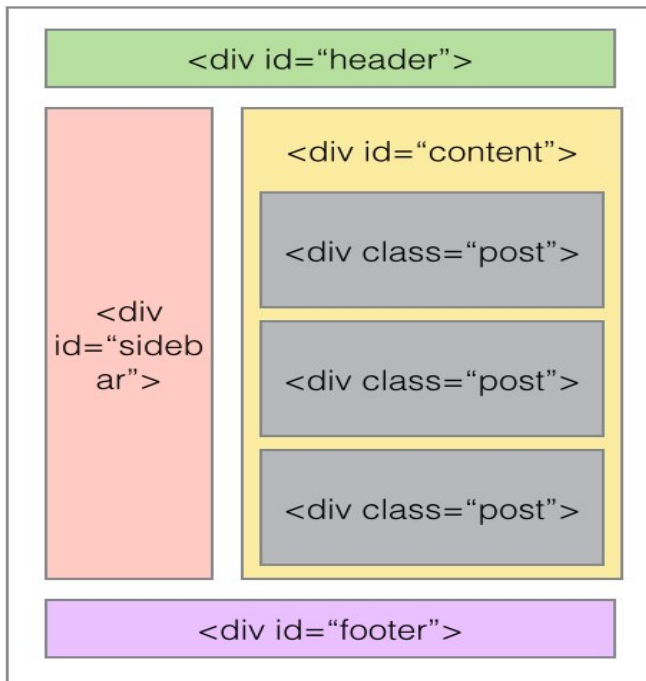 <div id=“header”>
<div
id=“sideb
ar”>
<div id=“content”>
<div class=“post”>
<div class=“post”>
<div class=“post”>
<div id=“footer”>